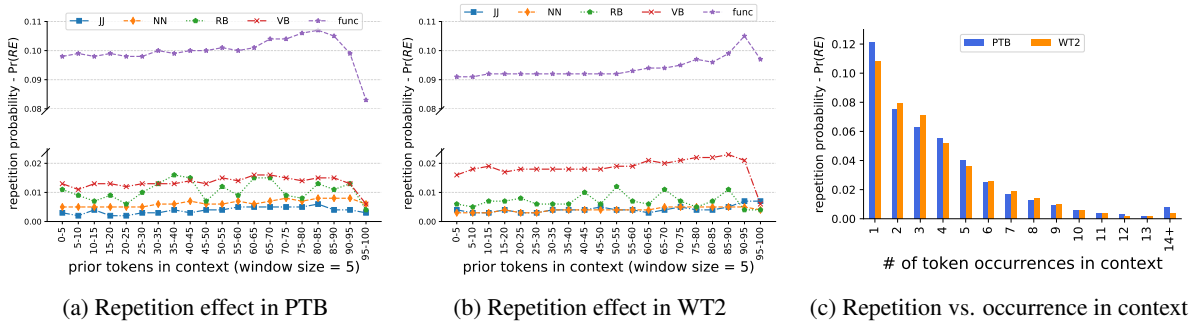 JJ NN RB VB func
0.11
0.10
0.09
0.08
0.02
0.01
0.00
repetition probability - Pr(RE)
0-5 5-10 10-15 15-20 20-25 25-30 30-35 35-40 40-45 45-50 50-55 55-60 60-65 65-70 70-75 75-80 80-85 85-90 90-95 95-100
prior tokens in context (window size = 5)
(a) Repetition effect in PTB
JJ NN RB VB func
0.11
0.10
0.09
0.08
0.02
0.01
0.00
repetition probability - Pr(RE)
0-5 5-10 10-15 15-20 20-25 25-30 30-35 35-40 40-45 45-50 50-55 55-60 60-65 65-70 70-75 75-80 80-85 85-90 90-95 95-100
prior tokens in context (window size = 5)
(b) Repetition effect in WT2
PTB WT2
0.12
0.10
0.08
0.06
0.04
0.02
0.00
repetition probability - Pr(RE)
1 2 3 4 5 6 7 8 9 10 11 12 13 14+
# of token occurrences in context
(c) Repetition vs. occurrence in context